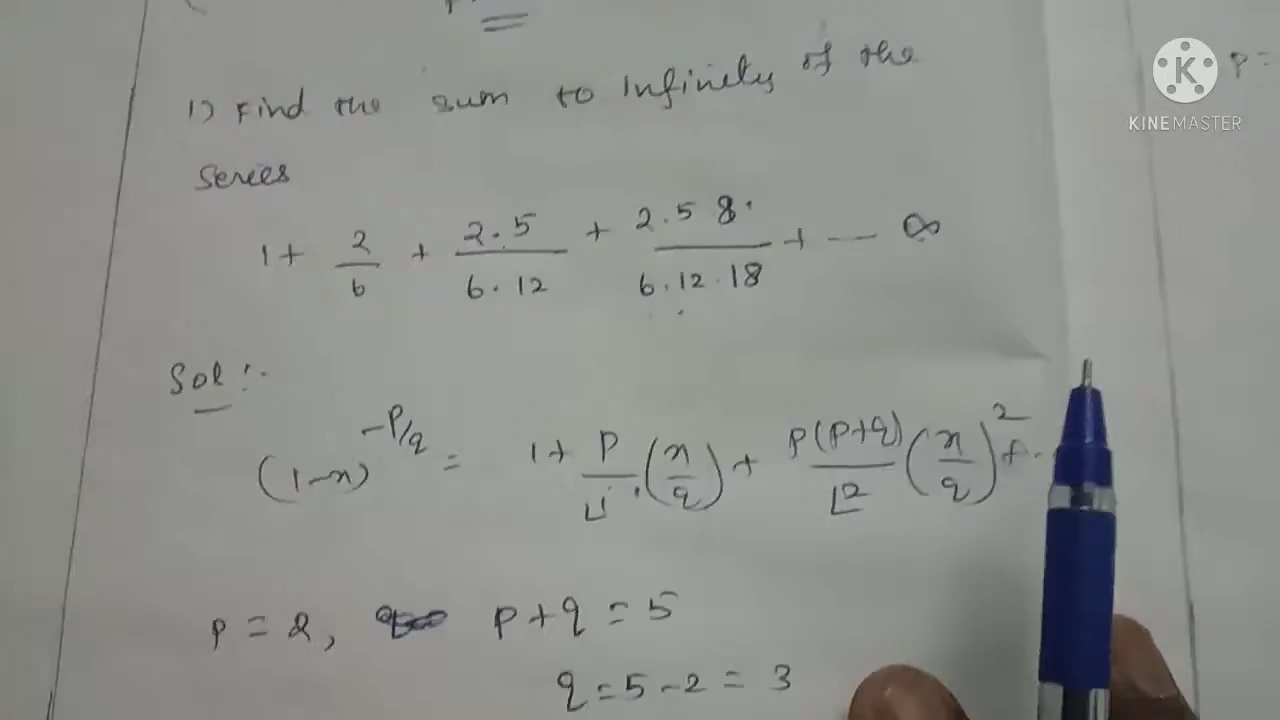 1) Find the sum to Infinity of the
series
1 + 2/6 + 2.5/6.12 + 2.5 8./6.12.18 + --- ∞
Sol :-
(1-x)^-P/q = 1 + P/⌊1 . (x/q) + P(P+q)/⌊2 (x/q)^2 + .
P = 2, P + q = 5
q = 5 - 2 = 3
P =
KINEMASTER